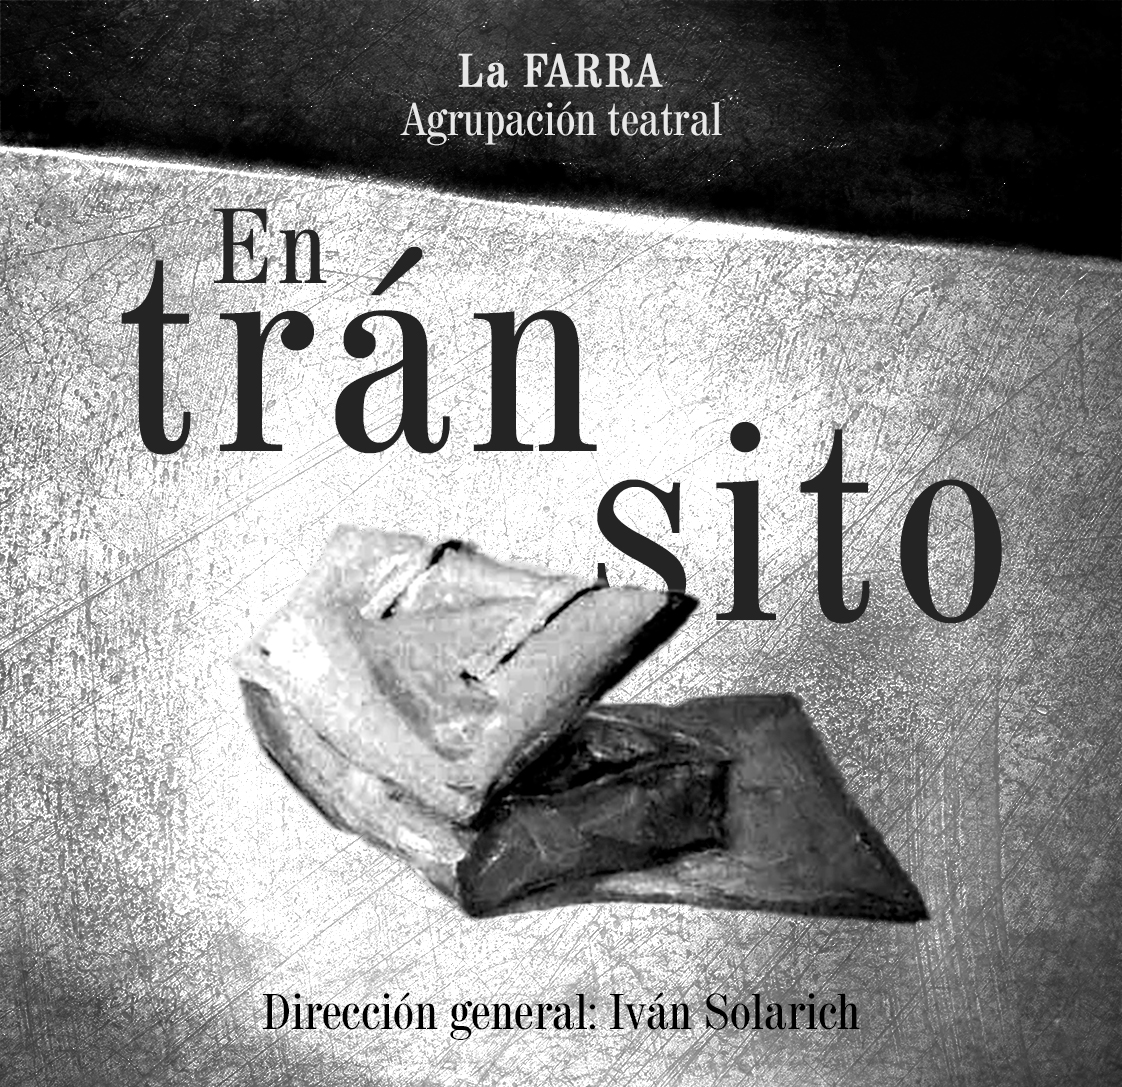 La FARRA
Agrupación teatral
En
trán
sito
Dirección general: Iván Solarich